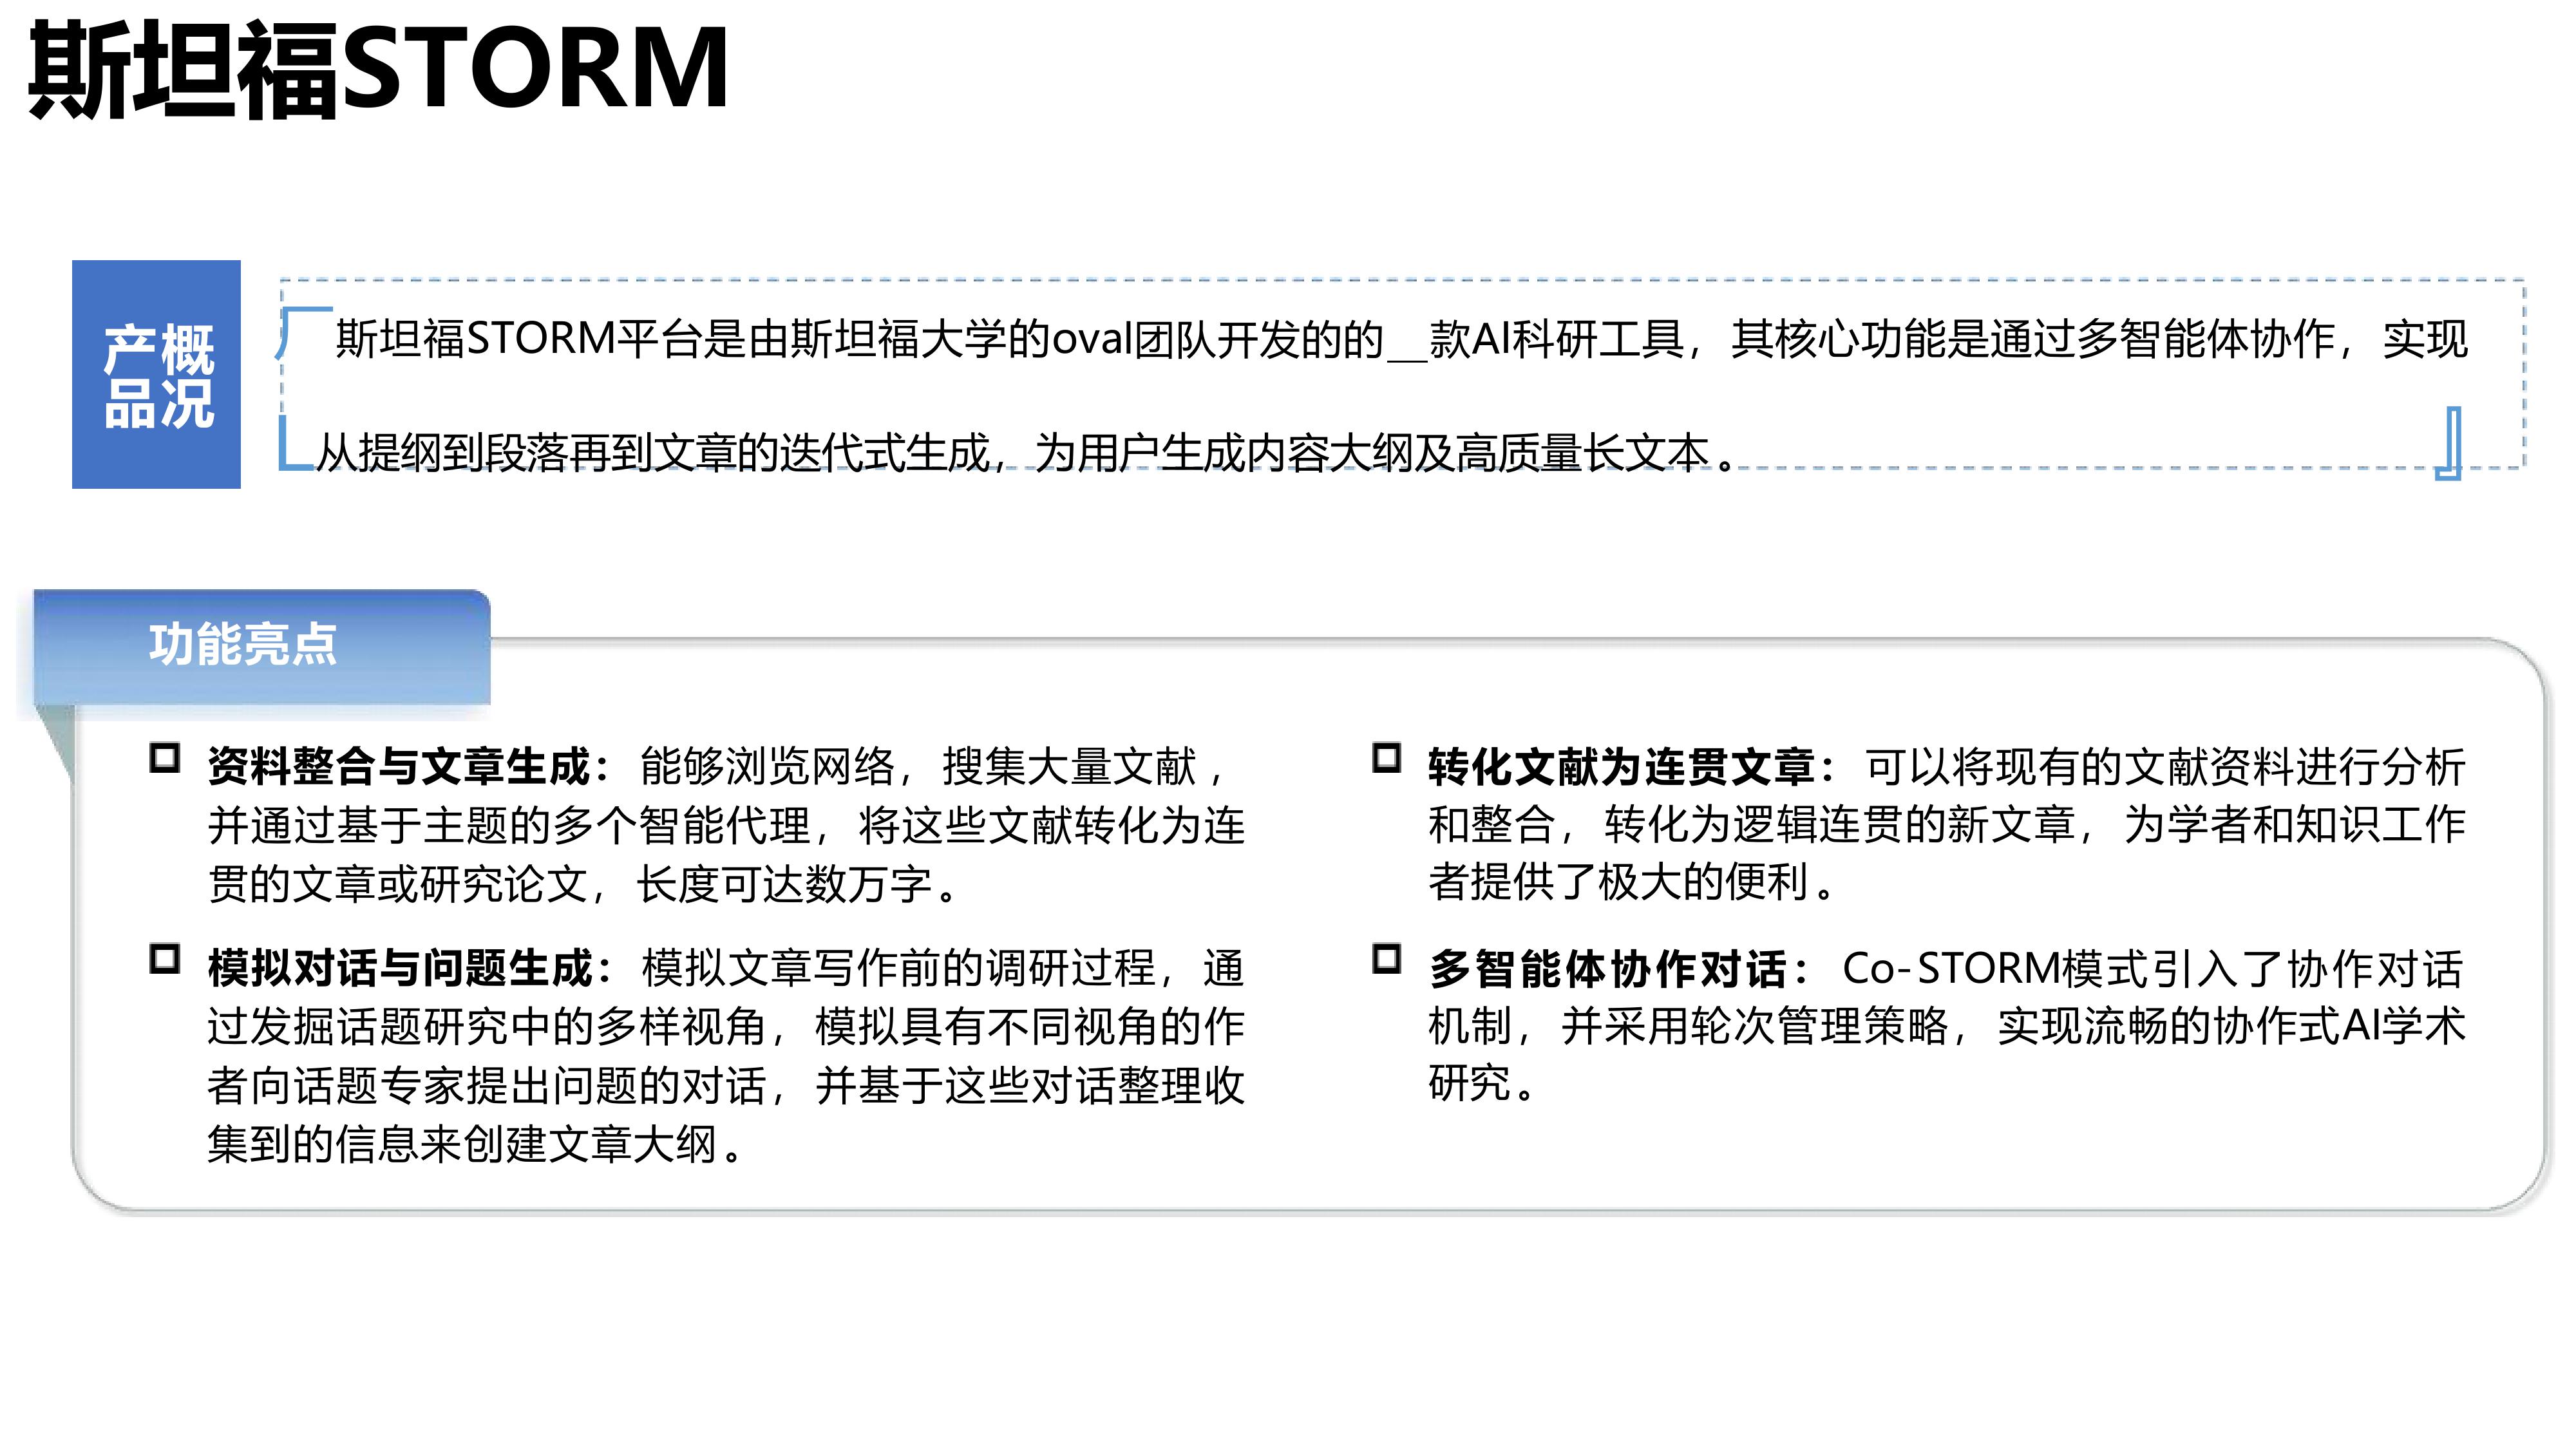 斯坦福STORM
产品
概况
斯坦福STORM平台是由斯坦福大学的oval团队开发的的__款AI科研工具，其核心功能是通过多智能体协作，实现
从提纲到段落再到文章的迭代式生成，为用户生成内容大纲及高质量长文本。
功能亮点
资料整合与文章生成：能够浏览网络，搜集大量文献，
并通过基于主题的多个智能代理，将这些文献转化为连
贯的文章或研究论文，长度可达数万字。
模拟对话与问题生成：模拟文章写作前的调研过程，通
过发掘话题研究中的多样视角，模拟具有不同视角的作
者向话题专家提出问题的对话，并基于这些对话整理收
集到的信息来创建文章大纲。
转化文献为连贯文章：可以将现有的文献资料进行分析
和整合，转化为逻辑连贯的新文章，为学者和知识工作
者提供了极大的便利。
多智能体协作对话：Co-STORM模式引入了协作对话
机制，并采用轮次管理策略，实现流畅的协作式AI学术
研究。